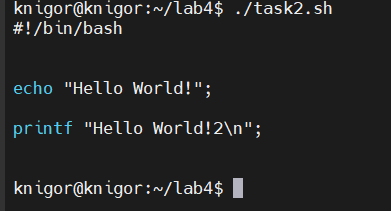 knigor@knigor:~/lab4$ ./task2.sh
#!/bin/bash
echo "Hello World!";
printf "Hello World!2\n";
knigor@knigor:~/lab4$